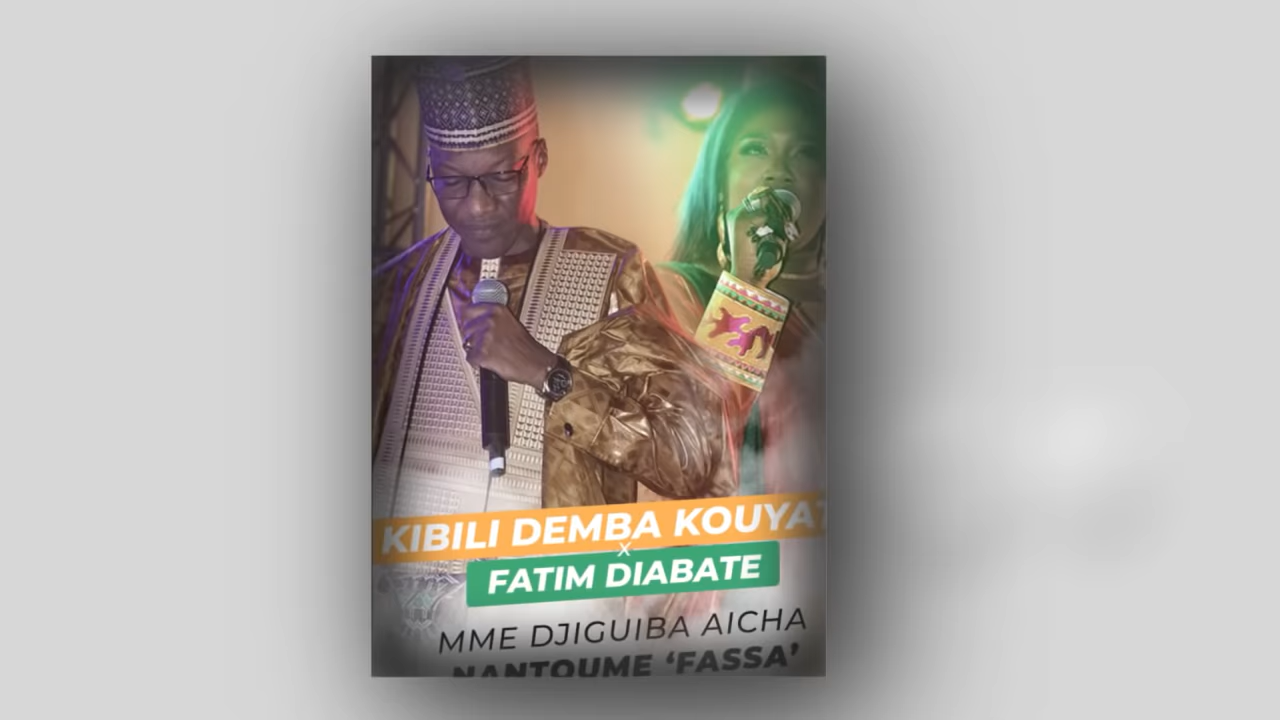 KIBILI DEMBA KOUYAT
x
FATIM DIABATE
MME DJIGUIBA AICHA
NANTOUME ‘FASSA’